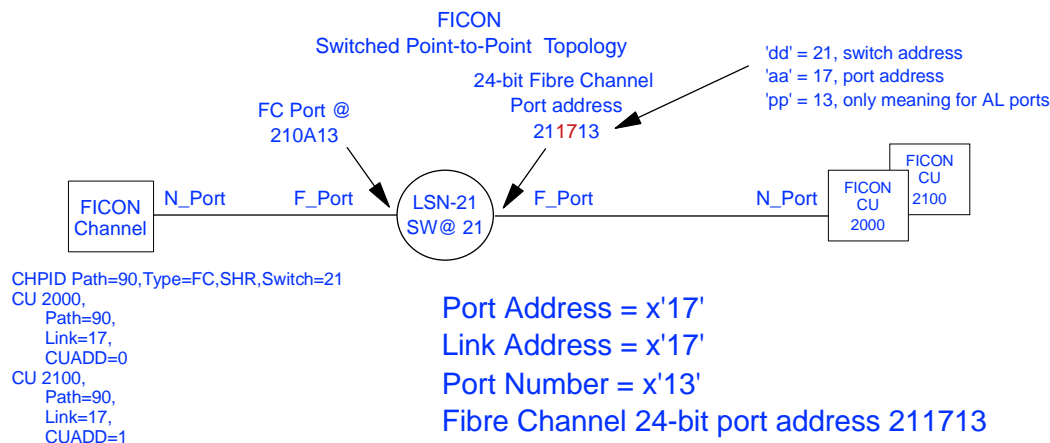 FICON
Switched Point-to-Point Topology
'dd' = 21, switch address
'aa' = 17, port address
'pp' = 13, only meaning for AL ports
24-bit Fibre Channel
Port address
211713
FC Port @
210A13
FICON
Channel
N_Port
F_Port
LSN-21
SW@ 21
F_Port
N_Port
FICON
CU
2000
FICON
CU
2100
CHPID Path=90,Type=FC,SHR,Switch=21
CU 2000,
Path=90,
Link=17,
CUADD=0
CU 2100,
Path=90,
Link=17,
CUADD=1
Port Address = x'17'
Link Address = x'17'
Port Number = x'13'
Fibre Channel 24-bit port address 211713